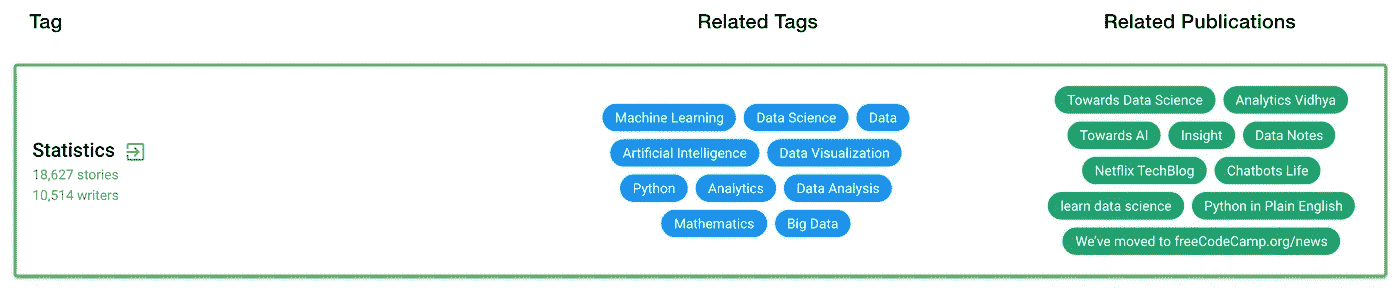 Tag
Related Tags
Related Publications
Statistics
18,627 stories
10,514 writers
Machine Learning Data Science Data
Artificial Intelligence Data Visualization
Python Analytics Data Analysis
Mathematics Big Data
Towards Data Science Analytics Vidhya
Towards AI Insight Data Notes
Netflix TechBlog Chatbots Life
learn data science Python in Plain English
We've moved to freeCodeCamp.org/news